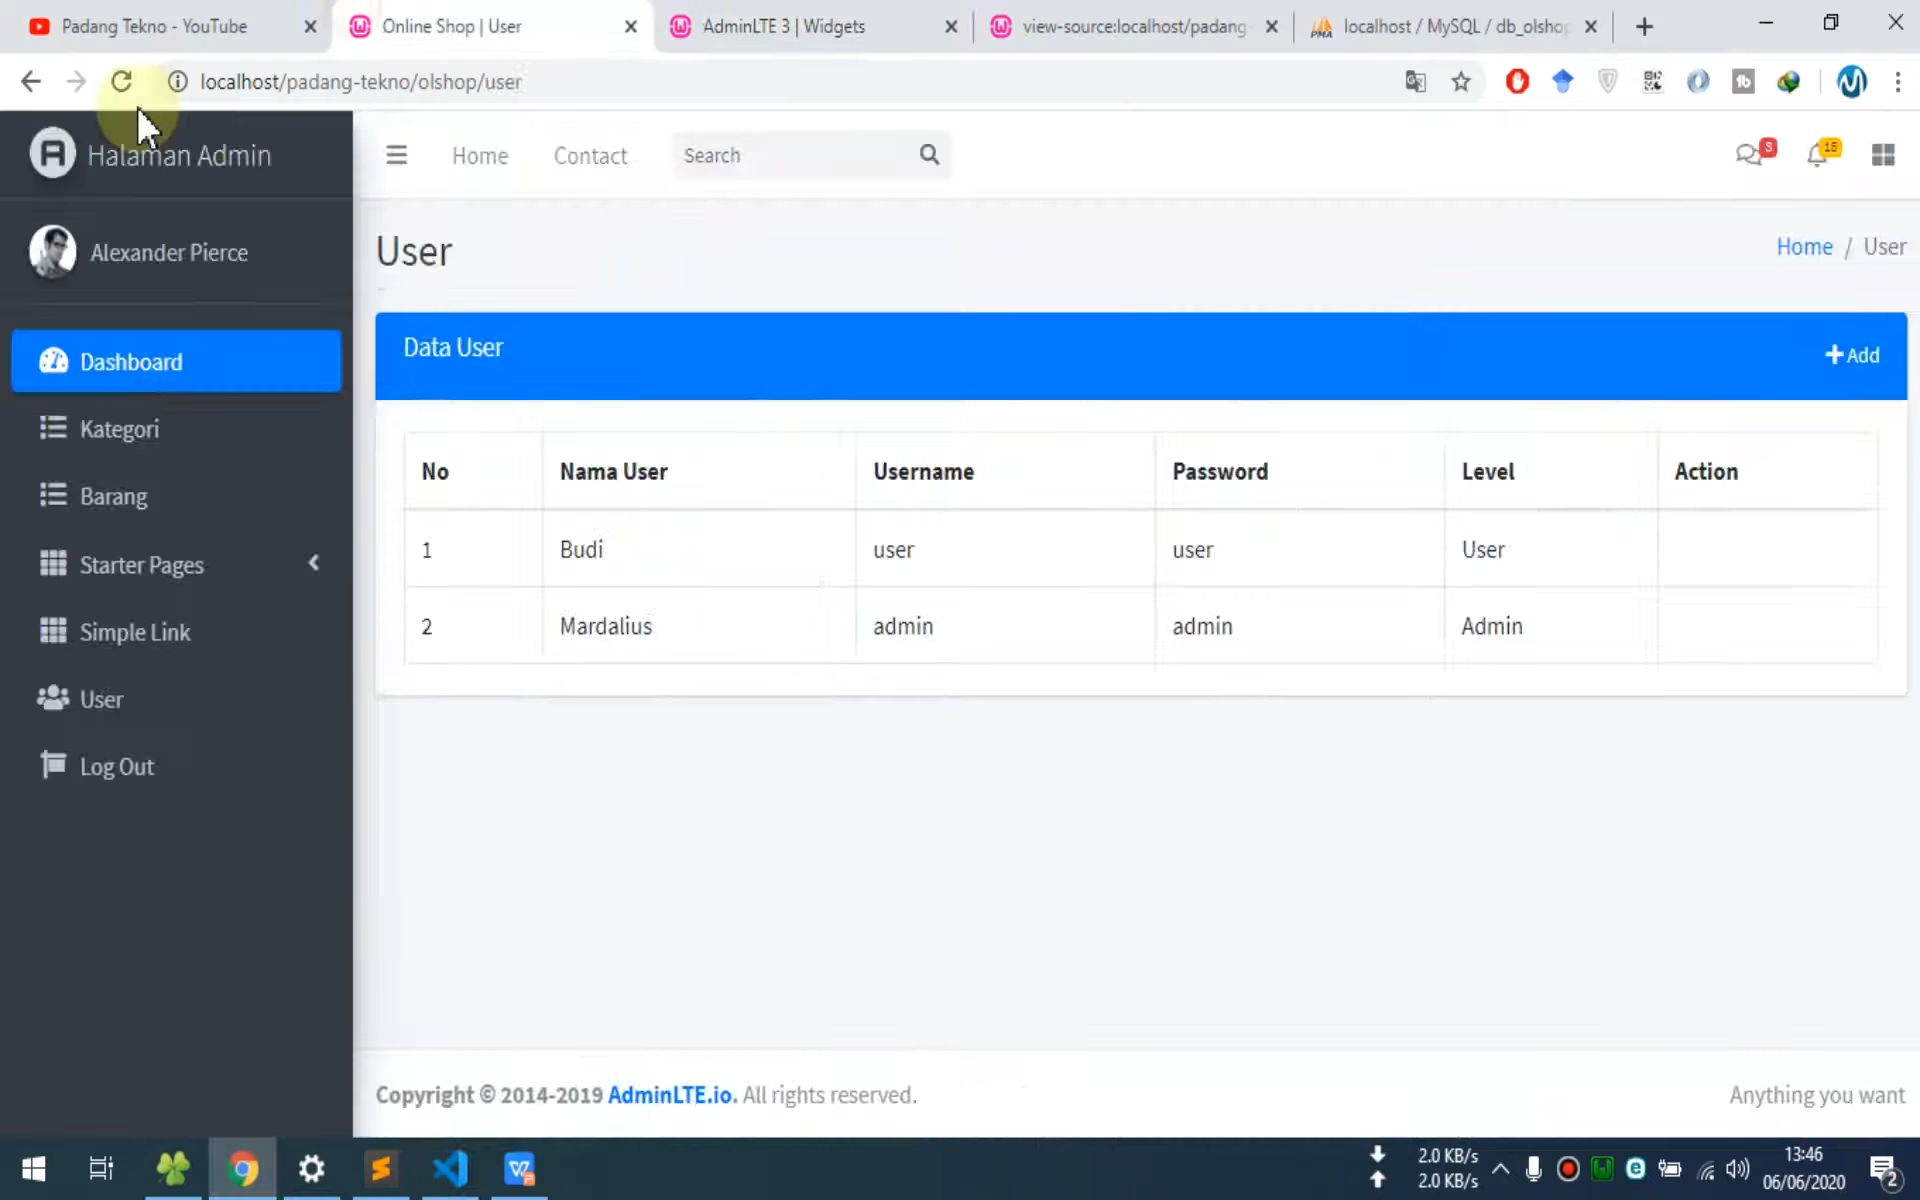 Padang Tekno - YouTube
Online Shop | User
AdminLTE 3 | Widgets
view-source:localhost/padang
localhost / MySQL / db_olshop
localhost/padang-tekno/olshop/user
Halaman Admin
Home
Contact
Search
15
Alexander Pierce
User
Home / User
Dashboard
Kategori
Barang
Starter Pages
Simple Link
User
Log Out
Data User
Add
No Nama User Username Password Level Action
1 Budi user user User
2 Mardalius admin admin Admin
Copyright © 2014-2019 AdminLTE.io. All rights reserved.
Anything you want
2.0 KB/s
2.0 KB/s
13:46
06/06/2020
2